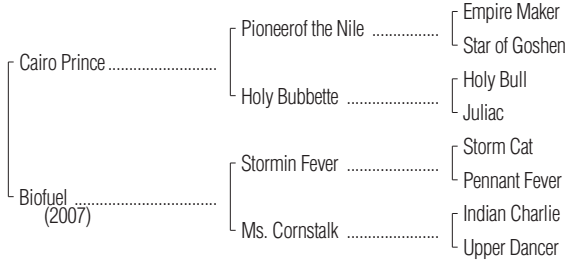 Empire Maker
Pioneerof the Nile ..................
Star of Goshen
Cairo Prince ..........................
Holy Bull
Holy Bubbette ......................
Juliac
Storm Cat
Stormin Fever ......................
Pennant Fever
Biofuel ..................................
(2007)
Indian Charlie
Ms. Cornstalk ......................
Upper Dancer